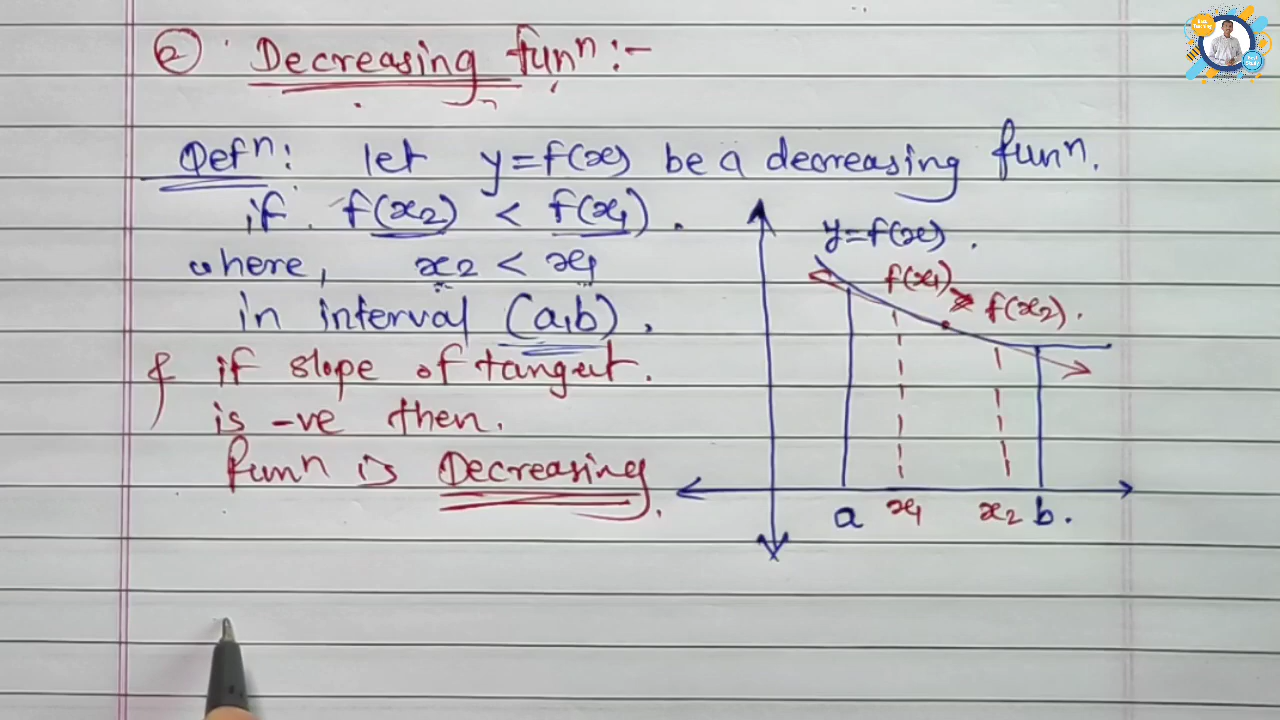 ② Decreasing funⁿ :-
Defⁿ: let y=f(x) be a decreasing funⁿ.
if f(x2) < f(x1).
where, x2 < x1
in interval (a,b).
& if slope of tangent.
is -ve then.
funⁿ is Decreasing.
y=f(x).
f(x1) > f(x2).
a x1 x2 b.